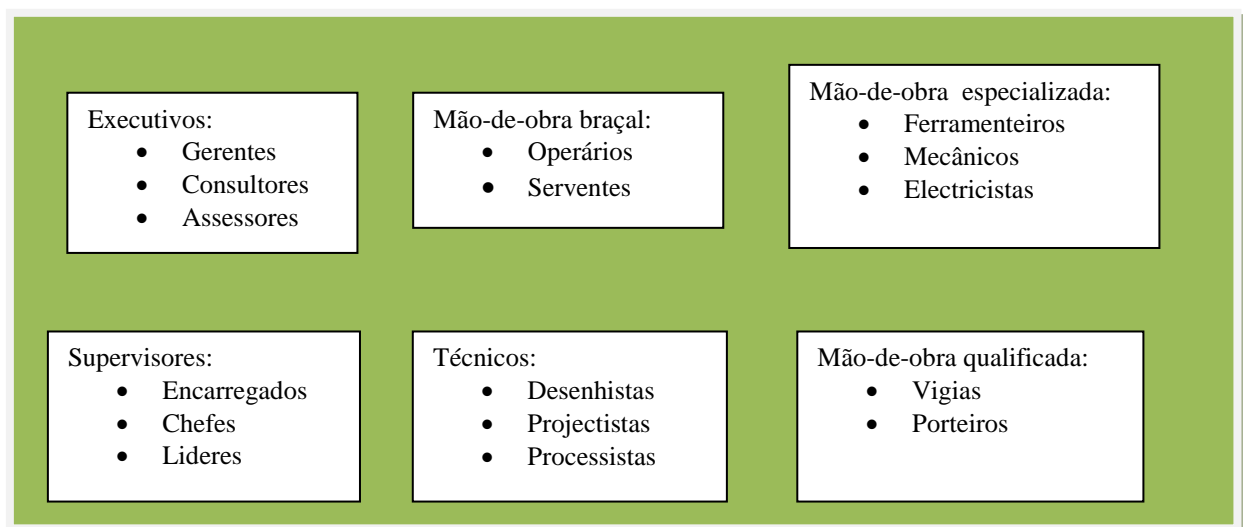 Executivos:
• Gerentes
• Consultores
• Assessores
Mão-de-obra braçal:
• Operários
• Serventes
Mão-de-obra especializada:
• Ferramenteiros
• Mecânicos
• Electricistas
Supervisores:
• Encarregados
• Chefes
• Lideres
Técnicos:
• Desenhistas
• Projectistas
• Processistas
Mão-de-obra qualificada:
• Vigias
• Porteiros